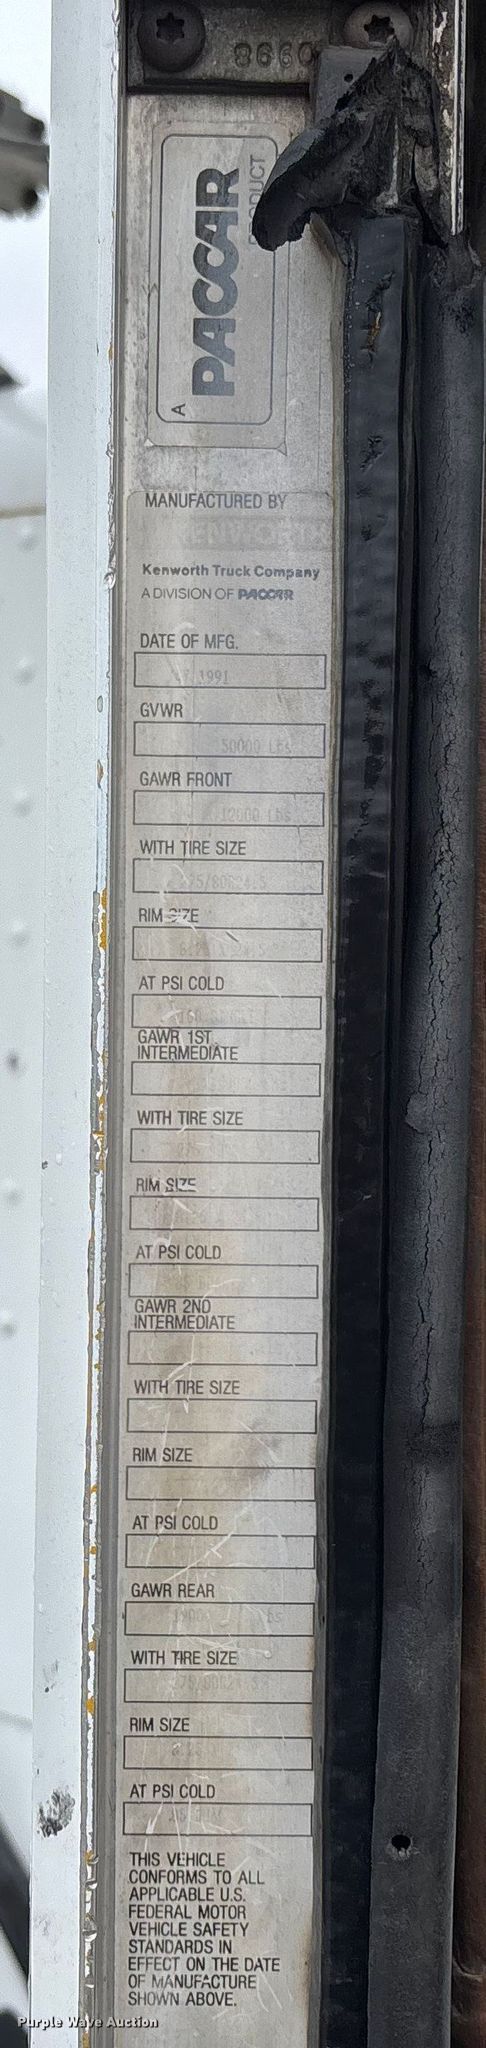 8660
A PACCAR PRODUCT
MANUFACTURED BY
KENWORTH
Kenworth Truck Company
A DIVISION OF PACCAR
DATE OF MFG.
1991
GVWR
50000 Lbs
GAWR FRONT
12000 Lbs
WITH TIRE SIZE
275/80R24.5
RIM SIZE
AT PSI COLD
GAWR 1ST
INTERMEDIATE
WITH TIRE SIZE
RIM SIZE
AT PSI COLD
GAWR 2ND
INTERMEDIATE
WITH TIRE SIZE
RIM SIZE
AT PSI COLD
GAWR REAR
WITH TIRE SIZE
RIM SIZE
AT PSI COLD
THIS VEHICLE
CONFORMS TO ALL
APPLICABLE U.S.
FEDERAL MOTOR
VEHICLE SAFETY
STANDARDS IN
EFFECT ON THE DATE
OF MANUFACTURE
SHOWN ABOVE.
Purple Wave Auction